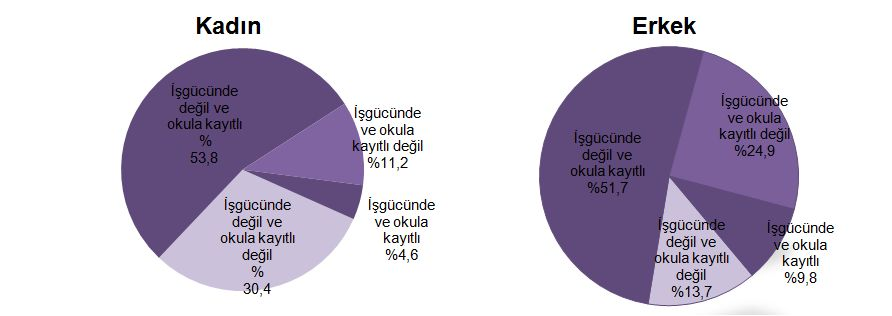 Kadın
İşgücünde
değil ve
okula kayıtlı
%
53,8
İşgücünde
ve okula
kayıtlı değil
%11,2
İşgücünde
ve okula
kayıtlı
%4,6
İşgücünde
değil ve
okula kayıtlı
değil
%
30,4
Erkek
İşgücünde
değil ve
okula kayıtlı
%51,7
İşgücünde
ve okula
kayıtlı değil
%24,9
İşgücünde
ve okula
kayıtlı
%9,8
İşgücünde
değil ve
okula kayıtlı
değil
%13,7